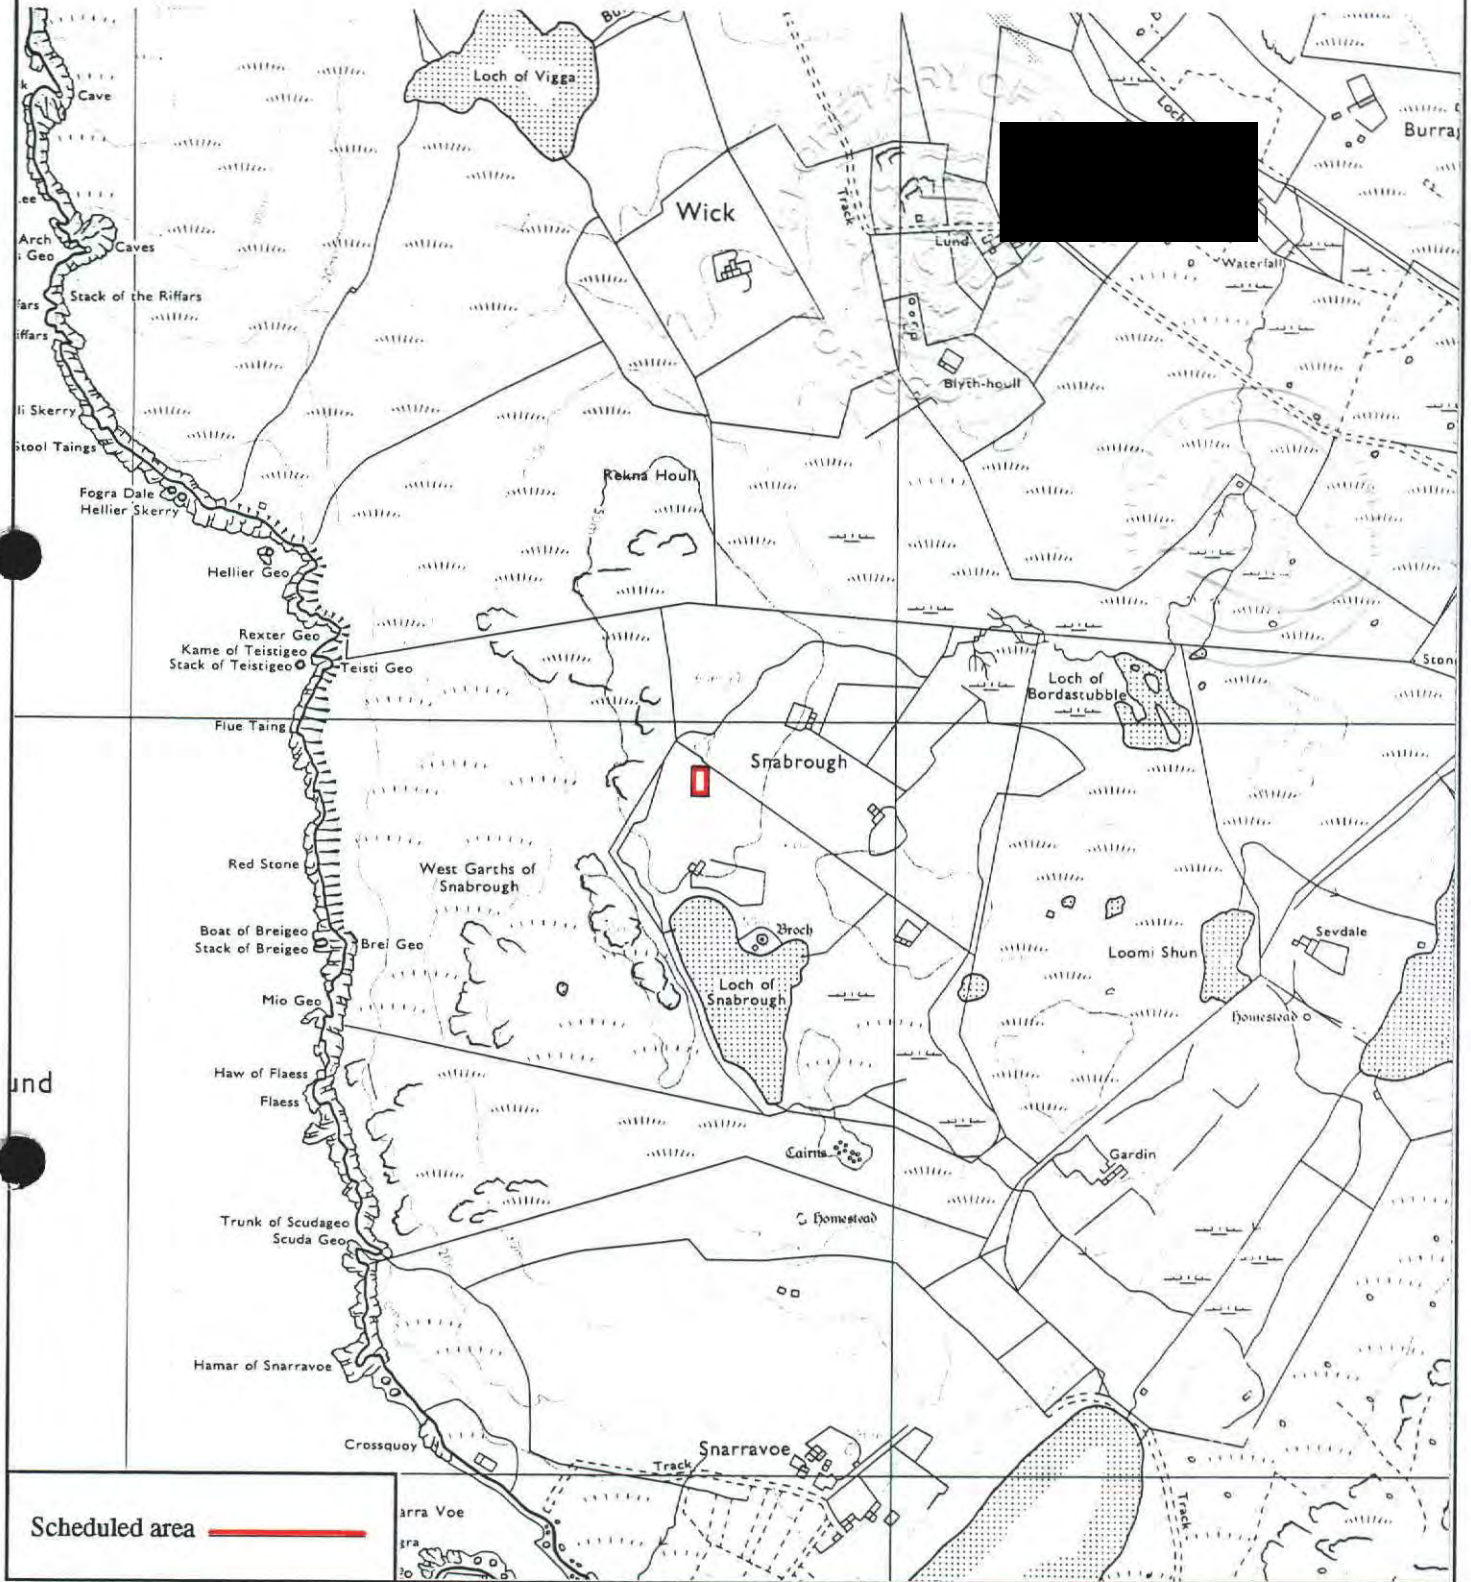 Loch of Vigga
Cave
Loch
Burra
Wick
Track
Lund
Arch
Geo
Caves
Waterfall
Stack of the Riffars
Blyth-houll
Skerry
Stool Taings
Rekna Houll
Fogra Dale
Hellier Skerry
Hellier Geo
Rexter Geo
Kame of Teistigeo
Stack of Teistigeo
Teisti Geo
Ston
Loch of
Bordastubble
Flue Taing
Snabrough
Red Stone
West Garths of
Snabrough
Boat of Breigeo
Stack of Breigeo
Brei Geo
Broch
Sevdale
Loomi Shun
Loch of
Snabrough
Mio Geo
Homestead
Haw of Flaess
Flaess
und
Cairns
Gardin
Trunk of Scudageo
Scuda Geo
Homestead
Hamar of Snarravoe
Crossquoy
Snarravoe
Track
Track
arra Voe
gra
Scheduled area